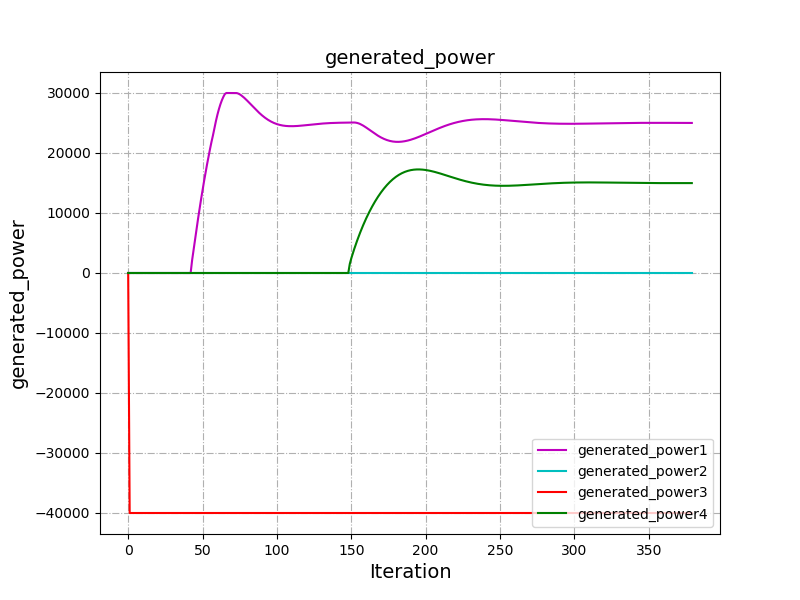 generated_power
generated_power
30000
20000
10000
0
−10000
−20000
−30000
−40000
generated_power1
generated_power2
generated_power3
generated_power4
0 50 100 150 200 250 300 350
Iteration